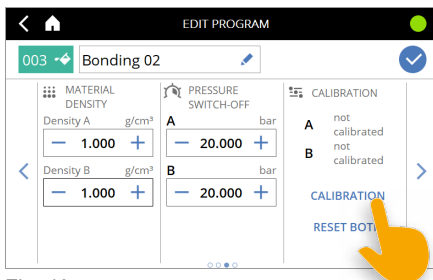 EDIT PROGRAM
003
Bonding 02
MATERIAL
DENSITY
Density A g/cm³
− 1.000 +
Density B g/cm³
− 1.000 +
PRESSURE
SWITCH-OFF
A bar
− 20.000 +
B bar
− 20.000 +
CALIBRATION
A not
calibrated
B not
calibrated
CALIBRATION
RESET